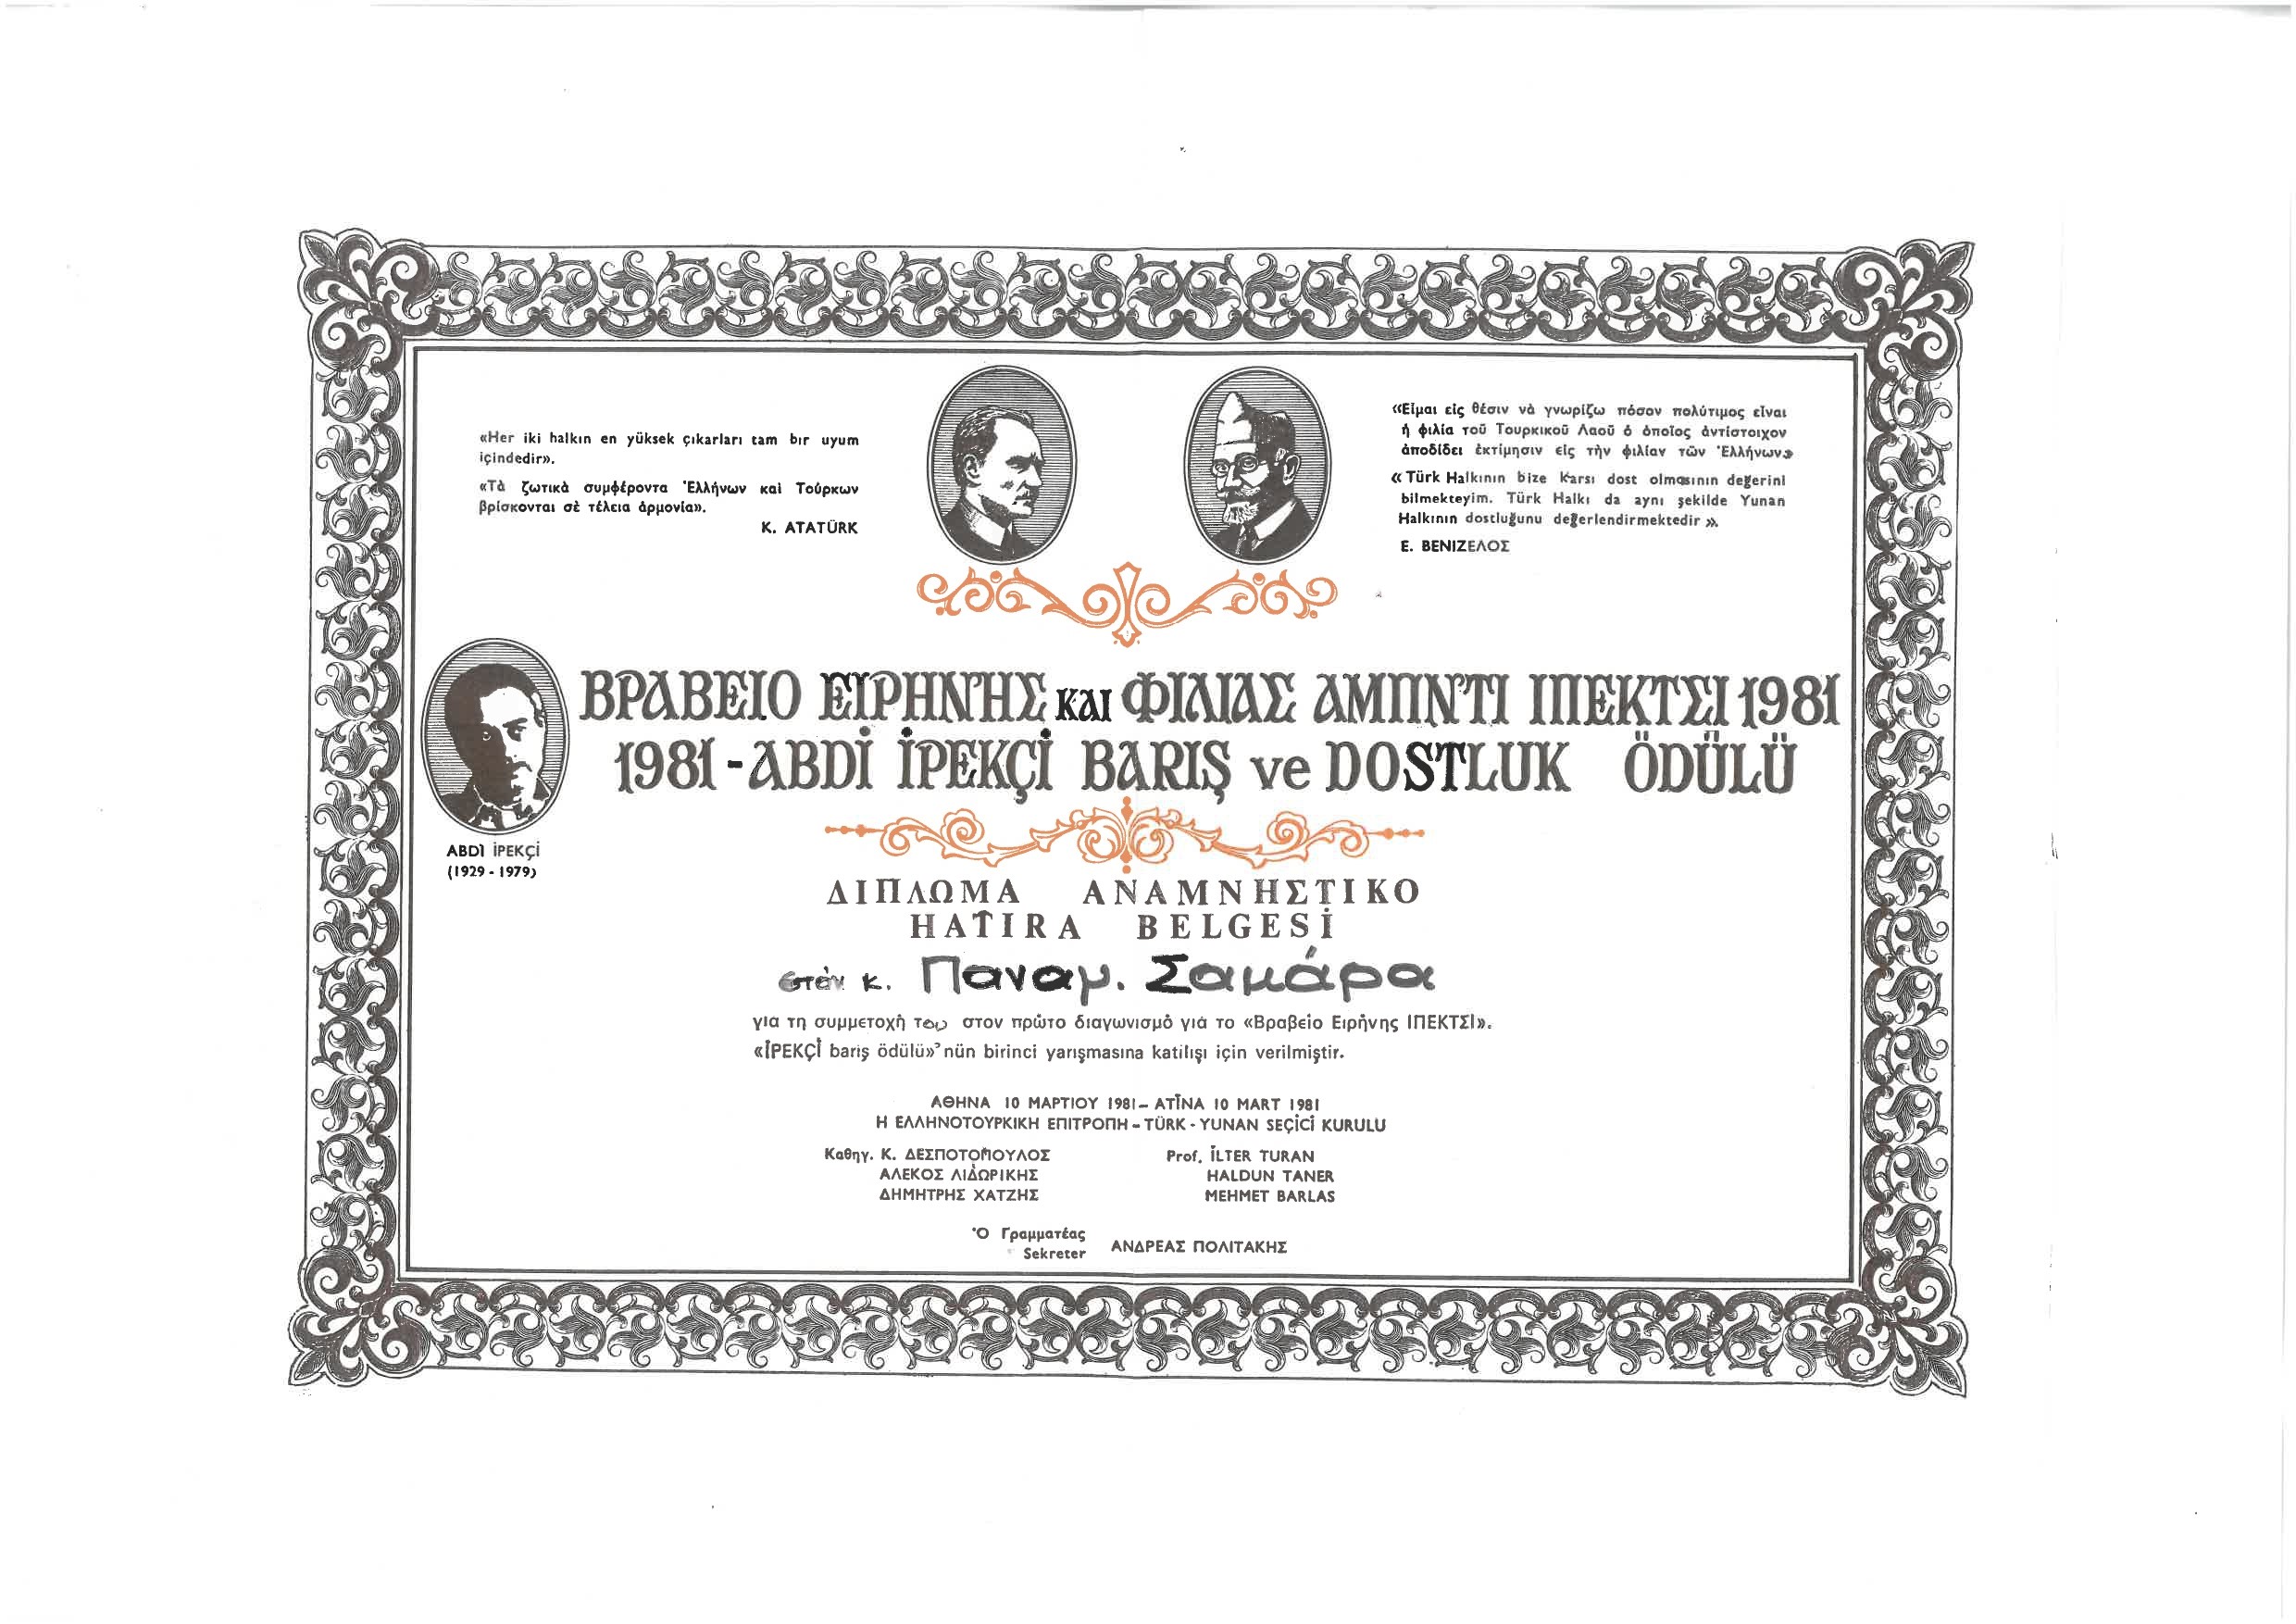 «Her iki halkın en yüksek çıkarları tam bir uyum
içindedir».
«Τὰ ζωτικὰ συμφέροντα Ἑλλήνων καὶ Τούρκων
βρίσκονται σὲ τέλεια ἁρμονία».
K. ATATÜRK
«Εἶμαι εἰς θέσιν νὰ γνωρίζω πόσον πολύτιμος εἶναι
ἡ φιλία τοῦ Τουρκικοῦ Λαοῦ ὁ ὁποῖος ἀντίστοιχον
ἀποδίδει ἐκτίμησιν εἰς τὴν φιλίαν τῶν Ἑλλήνων»
«Türk Halkının bize karsı dost olmasının değerini
bilmekteyim. Türk Halkı da aynı şekilde Yunan
Halkının dostluğunu değerlendirmektedir».
Ε. ΒΕΝΙΖΕΛΟΣ
ΒΡΑΒΕΙΟ ΕΙΡΗΝΗΣ και ΦΙΛΙΑΣ ΑΜΠΝΤΙ ΙΠΕΚΤΣΙ 1981
1981 - ABDİ İPEKÇİ BARIŞ ve DOSTLUK ÖDÜLÜ
ABDİ İPEKÇİ
(1929 - 1979)
ΔΙΠΛΩΜΑ ΑΝΑΜΝΗΣΤΙΚΟ
HATIRA BELGESİ
στὸν κ. Παναγ. Σαμάρα
για τη συμμετοχή του στον πρώτο διαγωνισμό γιά το «Βραβείο Ειρήνης ΙΠΕΚΤΣΙ».
«İPEKÇİ barış ödülü»'nün birinci yarışmasına katılışı için verilmiştir.
ΑΘΗΝΑ 10 ΜΑΡΤΙΟΥ 1981 – ATİNA 10 MART 1981
Η ΕΛΛΗΝΟΤΟΥΡΚΙΚΗ ΕΠΙΤΡΟΠΗ – TÜRK - YUNAN SEÇİCİ KURULU
Καθηγ. Κ. ΔΕΣΠΟΤΟΠΟΥΛΟΣ
ΑΛΕΚΟΣ ΛΙΔΩΡΙΚΗΣ
ΔΗΜΗΤΡΗΣ ΧΑΤΖΗΣ
Prof. İLTER TURAN
HALDUN TANER
MEHMET BARLAS
Ὁ Γραμματέας
Sekreter
ΑΝΔΡΕΑΣ ΠΟΛΙΤΑΚΗΣ